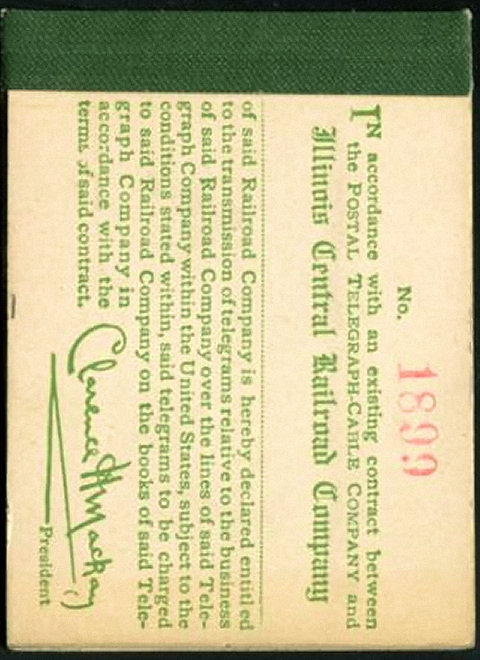 No. 1899
IN accordance with an existing contract between
the POSTAL TELEGRAPH-CABLE COMPANY and
Illinois Central Railroad Company
of said Railroad Company is hereby declared entitled
to the transmission of telegrams relative to the business
of said Railroad Company over the lines of said Tele-
graph Company within the United States, subject to the
conditions stated within, said telegrams to be charged
to said Railroad Company on the books of said Tele-
graph Company in
accordance with the
terms of said contract.
Clarence H Mackay
President